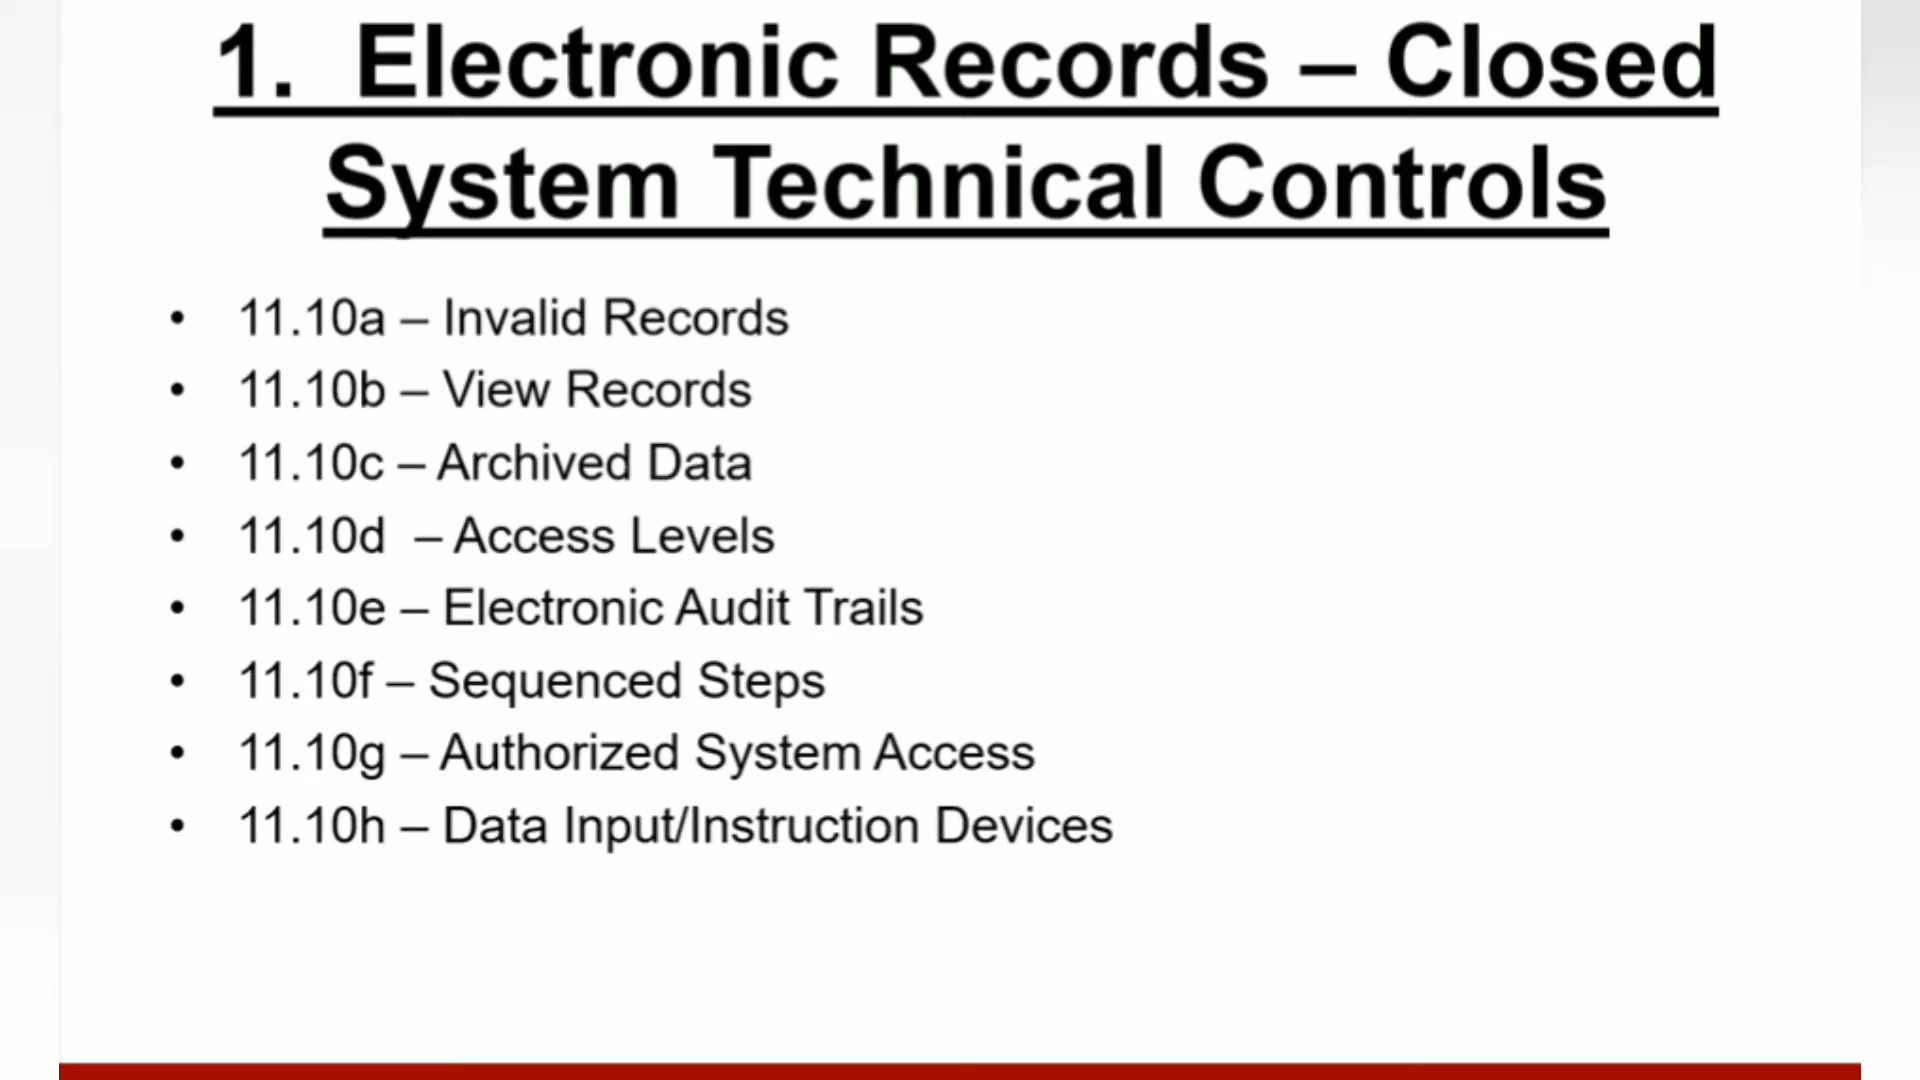 1. Electronic Records – Closed
System Technical Controls
• 11.10a – Invalid Records
• 11.10b – View Records
• 11.10c – Archived Data
• 11.10d – Access Levels
• 11.10e – Electronic Audit Trails
• 11.10f – Sequenced Steps
• 11.10g – Authorized System Access
• 11.10h – Data Input/Instruction Devices